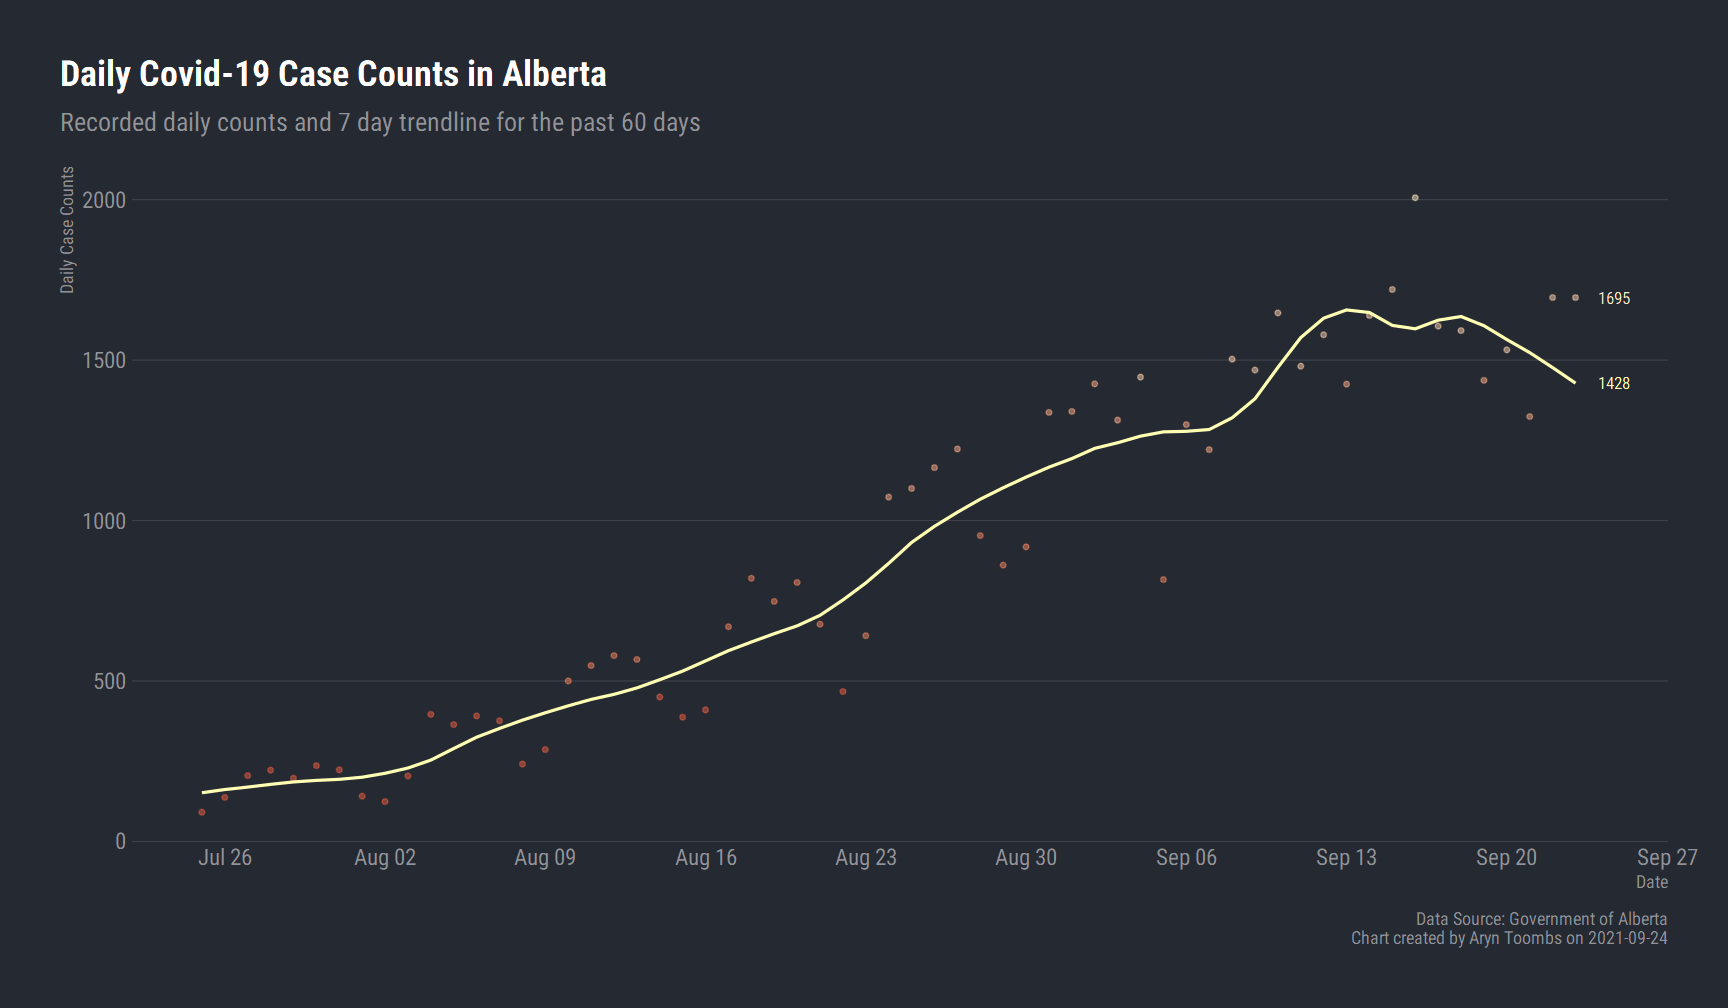 Daily Covid-19 Case Counts in Alberta
Recorded daily counts and 7 day trendline for the past 60 days
Daily Case Counts
2000
1500
1000
500
0
1695
1428
Jul 26
Aug 02
Aug 09
Aug 16
Aug 23
Aug 30
Sep 06
Sep 13
Sep 20
Sep 27
Date
Data Source: Government of Alberta
Chart created by Aryn Toombs on 2021-09-24